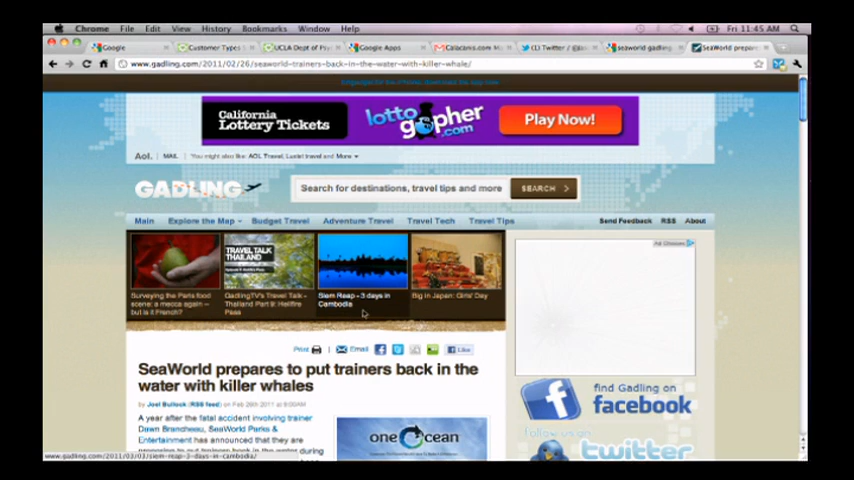 Chrome File Edit View History Bookmarks Window Help
Fri 11:45 AM
Google
Customer Types
UCLA Dept of Psy
Google Apps
Calacanis.com M
(1) Twitter
seaworld gadling
SeaWorld prepare
www.gadling.com/2011/02/26/seaworld-trainers-back-in-the-water-with-killer-whale/
California
Lottery Tickets
lotto
gopher
.com
Play Now!
Aol. | MAIL | You might also like: AOL Travel, Luxist travel and More
GADLING
Search for destinations, travel tips and more
SEARCH >
Main Explore the Map Budget Travel Adventure Travel Travel Tech Travel Tips
Send Feedback RSS About
TRAVEL TALK
THAILAND
Surveying the Paris food
scene: a mecca again --
but is it French?
GadlingTV's Travel Talk -
Thailand Part 9: Hellfire
Pass
Siem Reap - 3 days in
Cambodia
Big in Japan: Girls' Day
Ad Choices
Print | Email Like
SeaWorld prepares to put trainers back in the
water with killer whales
by Joel Bullock (RSS feed) on Feb 26th 2011 at 9:00AM
A year after the fatal accident involving trainer
Dawn Brancheau, SeaWorld Parks &
Entertainment has announced that they are
preparing to put trainers back in the water during
one Ocean
find Gadling on
facebook
follow us on
twitter
www.gadling.com/2011/03/03/siem-reap-3-days-in-cambodia/